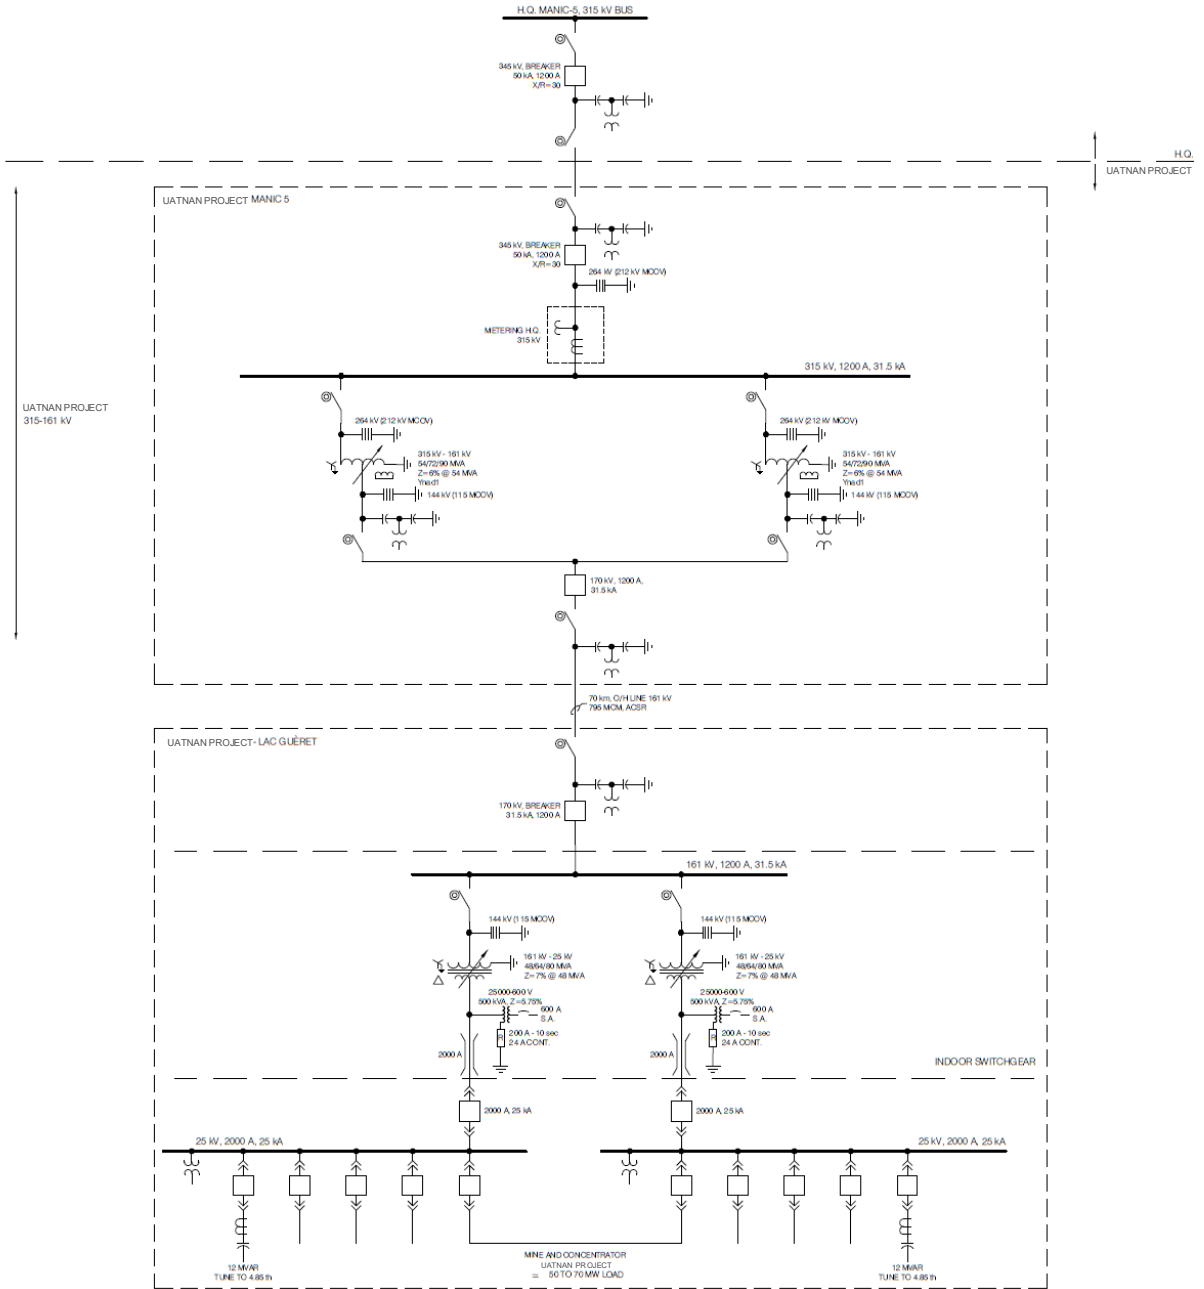 H.Q. MANIC-5, 315 kV BUS
345 kV, BREAKER
50 kA, 1200 A
X/R=30
H.Q.
UATNAN PROJECT
UATNAN PROJECT MANIC 5
345 kV, BREAKER
50 kA, 1200 A
X/R=30
264 kV (212 kV MCOV)
METERING H.Q.
315 kV
315 kV, 1200 A, 31.5 kA
UATNAN PROJECT
315-161 kV
264 kV (212 kV MCOV)
315 kV - 161 kV
54/72/90 MVA
Z=6% @ 54 MVA
Ynad1
144 kV (115 MCOV)
264 kV (212 kV MCOV)
315 kV - 161 kV
54/72/90 MVA
Z=6% @ 54 MVA
Ynad1
144 kV (115 MCOV)
170 kV, 1200 A,
31.5 kA
70 km, O/H LINE 161 kV
795 MCM, ACSR
UATNAN PROJECT- LAC GUÈRET
170 kV, BREAKER
31.5 kA, 1200 A
161 kV, 1200 A, 31.5 kA
144 kV (115 MCOV)
161 kV - 25 kV
48/64/80 MVA
Z=7% @ 48 MVA
25000-600 V
500 kVA, Z=5.75%
600 A
S.A.
R
200 A - 10 sec
24 A CONT.
2000 A
144 kV (115 MCOV)
161 kV - 25 kV
48/64/80 MVA
Z=7% @ 48 MVA
25000-600 V
500 kVA, Z=5.75%
600 A
S.A.
R
200 A - 10 sec
24 A CONT.
2000 A
INDOOR SWITCHGEAR
2000 A, 25 kA
2000 A, 25 kA
25 kV, 2000 A, 25 kA
25 kV, 2000 A, 25 kA
12 MVAR
TUNE TO 4.85 th
MINE AND CONCENTRATOR
UATNAN PROJECT
= 50 TO 70 MW LOAD
12 MVAR
TUNE TO 4.85 th